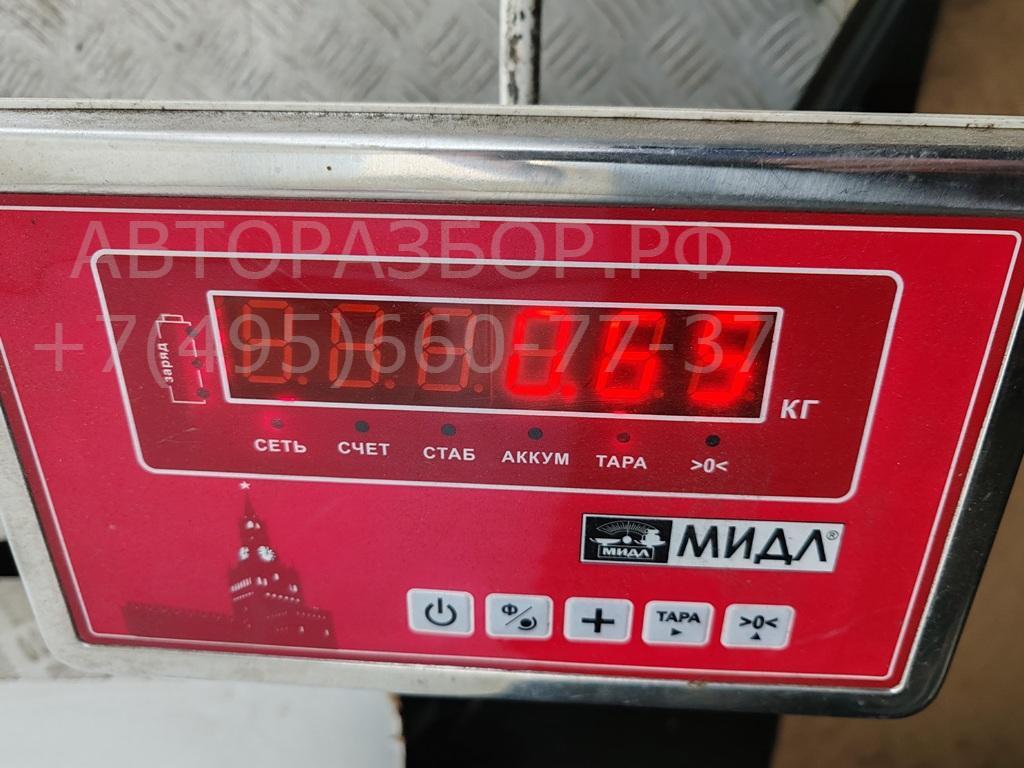 АВТОРАЗБОР.РФ
+7(495)660-77-37
0.63
заряд
КГ
СЕТЬ СЧЕТ СТАБ АККУМ ТАРА >0<
МИДЛ МИДЛ®
Ф ТАРА >0<